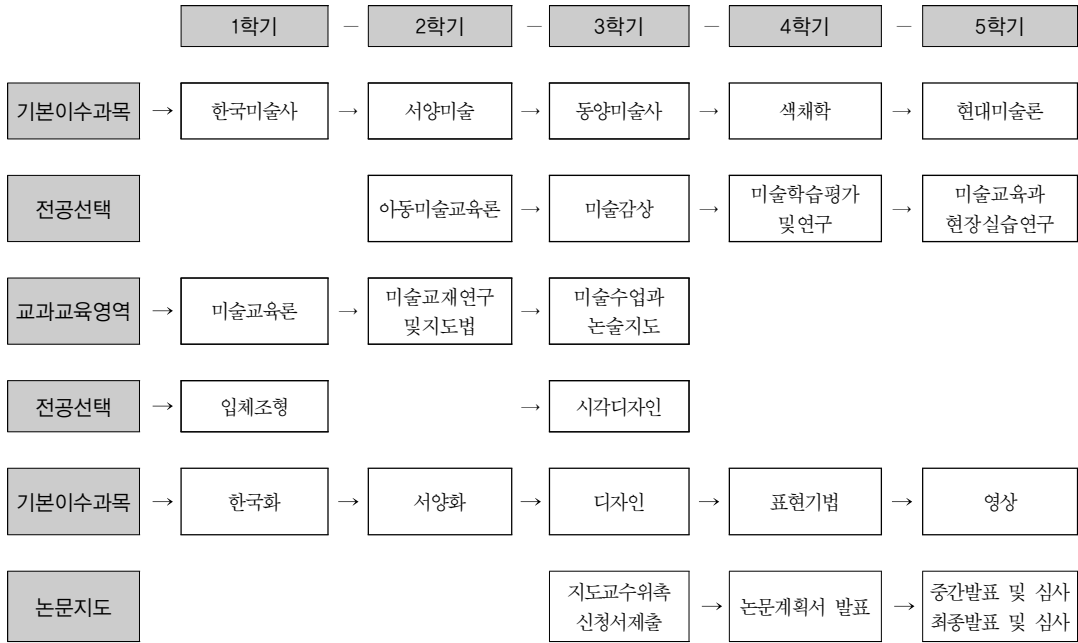 1학기 – 2학기 – 3학기 – 4학기 – 5학기
기본이수과목 → 한국미술사 → 서양미술 → 동양미술사 → 색채학 → 현대미술론
전공선택 아동미술교육론 → 미술감상 → 미술학습평가 및연구 → 미술교육과 현장실습연구
교과교육영역 → 미술교육론 → 미술교재연구 및지도법 → 미술수업과 논술지도
전공선택 → 입체조형 → 시각디자인
기본이수과목 → 한국화 → 서양화 → 디자인 → 표현기법 → 영상
논문지도 지도교수위촉 신청서제출 → 논문계획서 발표 → 중간발표 및 심사 최종발표 및 심사